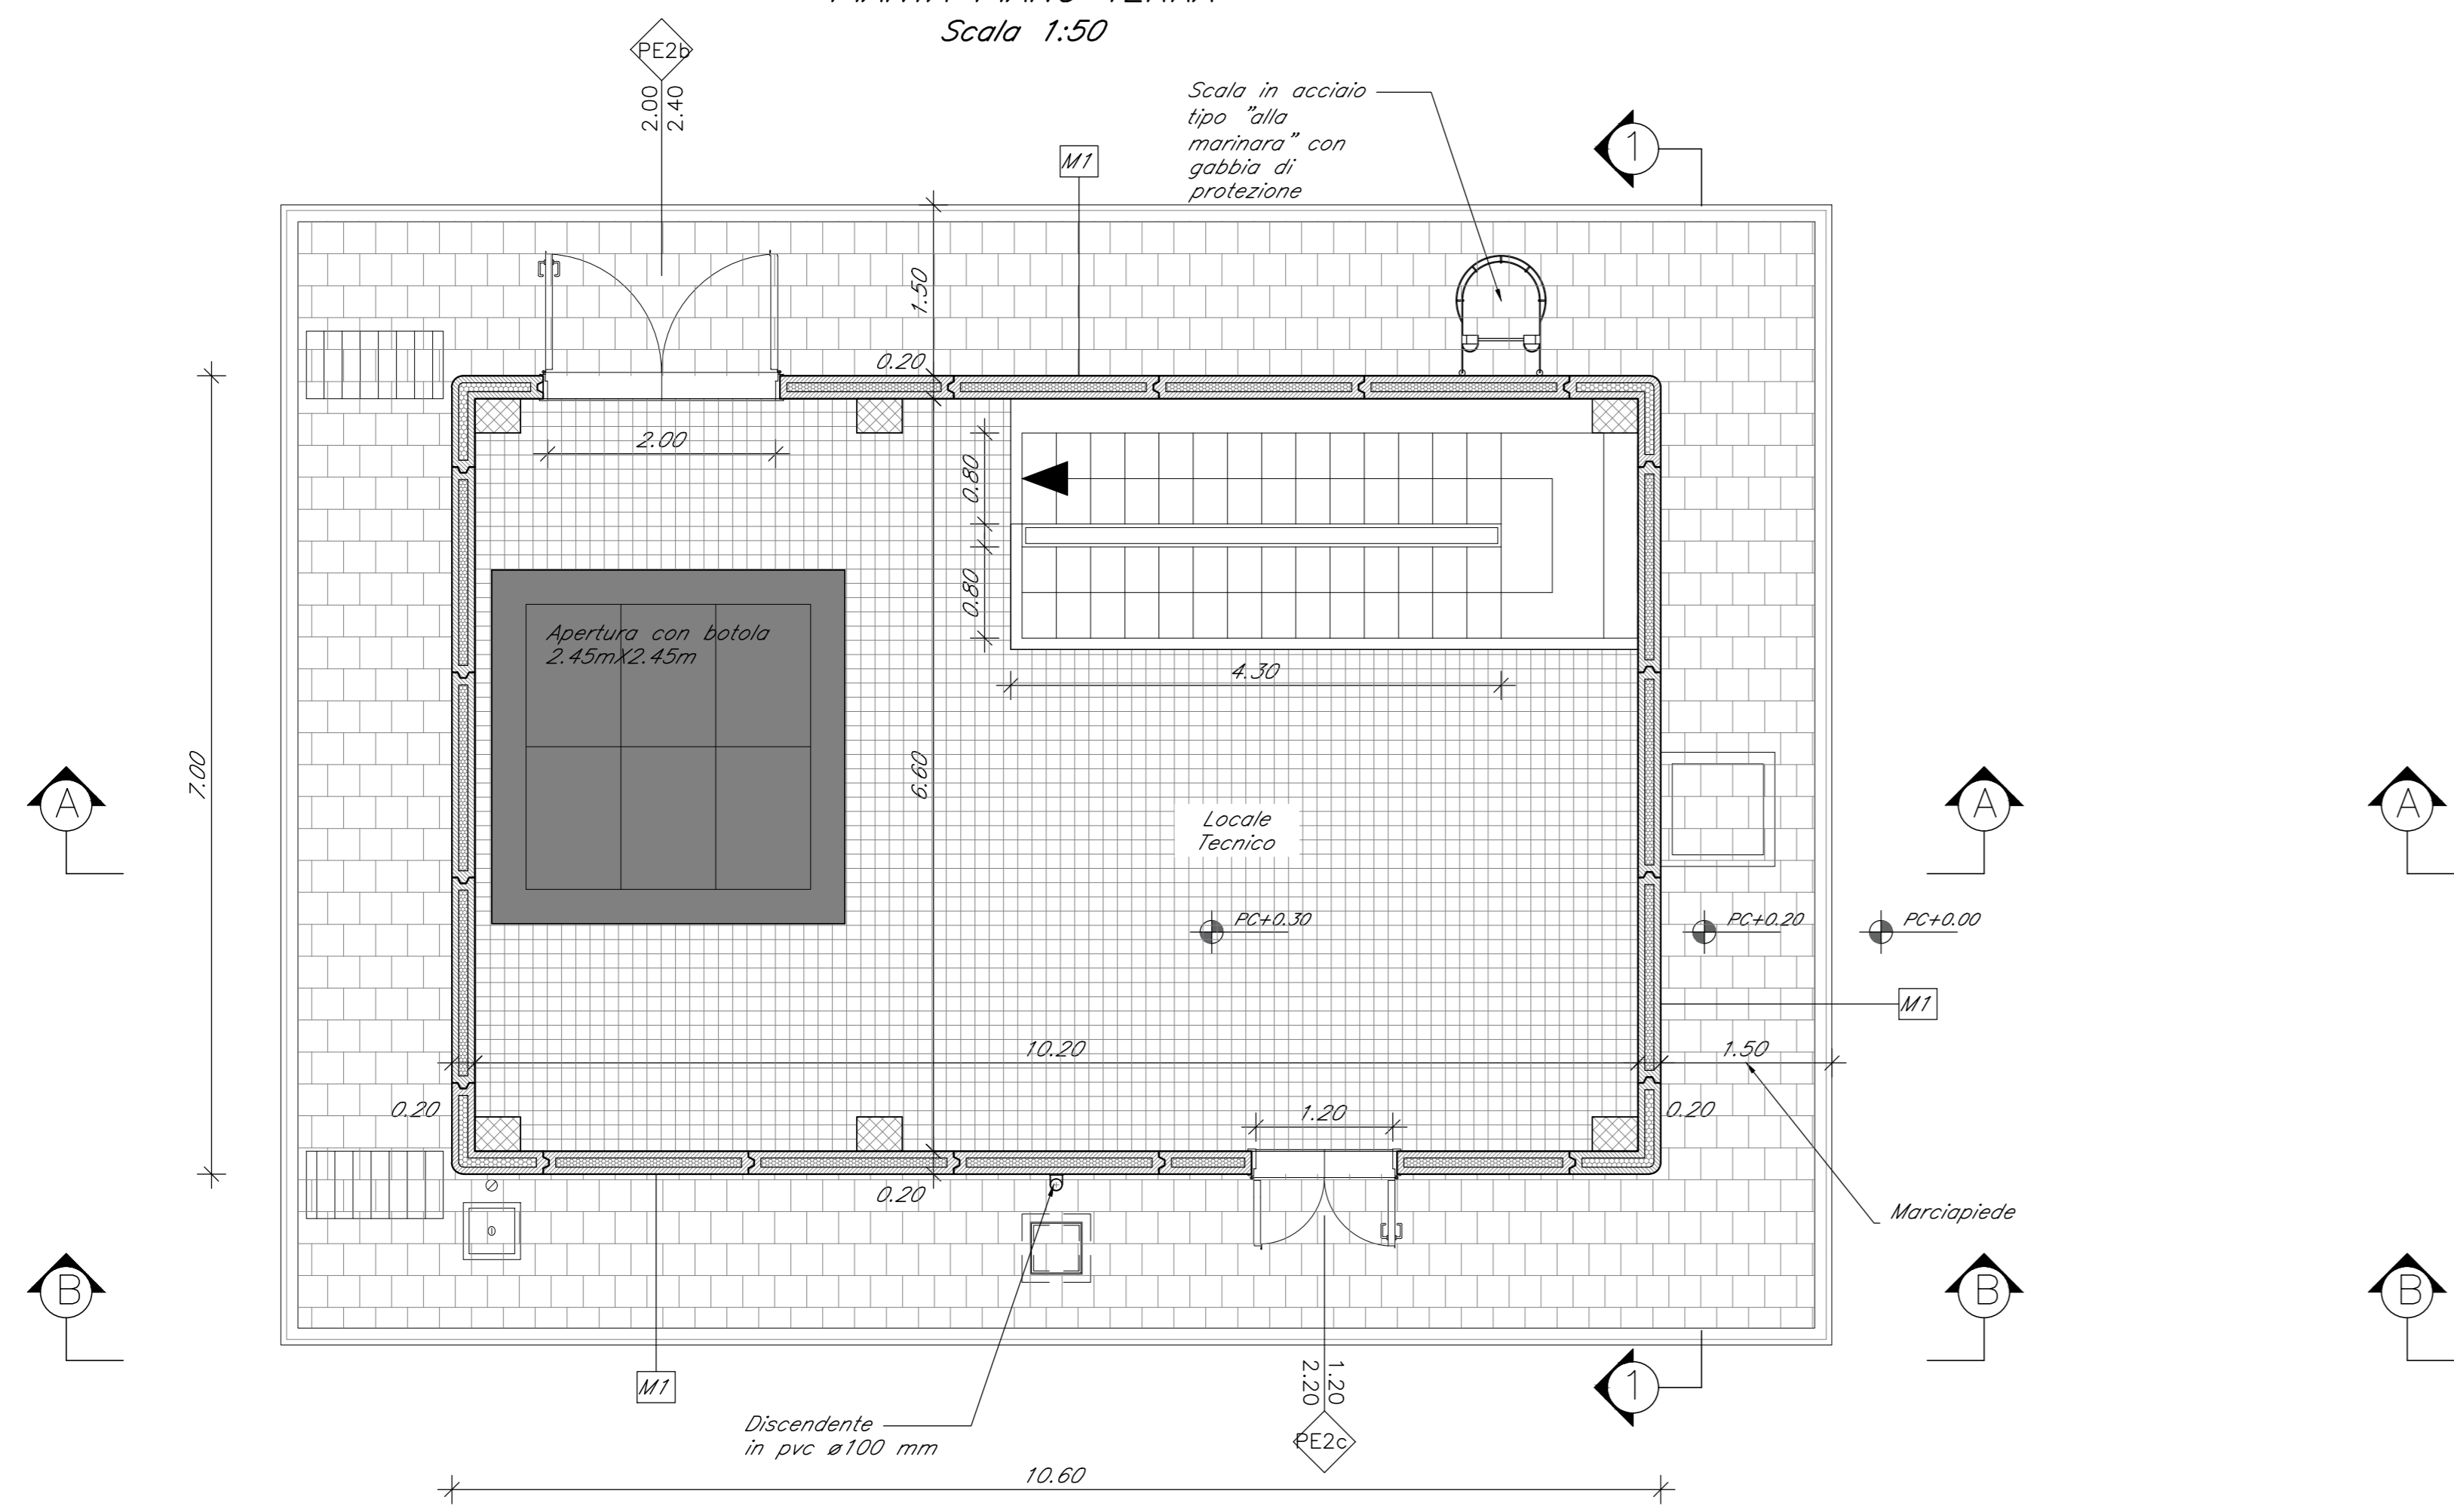 PIANTA PIANO TERRA
Scala 1:50
PE2b
2.00
2.40
Scala in acciaio
tipo "alla
marinara" con
gabbia di
protezione
1
M1
1.50
0.20
2.00
0.80
0.80
Apertura con botola
2.45mX2.45m
4.30
7.00
6.60
A
A
A
Locale
Tecnico
PC+0.30
PC+0.20
PC+0.00
M1
10.20
1.50
0.20
1.20
0.20
0.20
Marciapiede
B
B
B
M1
1.20
2.20
1
Discendente
in pvc ø100 mm
PE2c
10.60